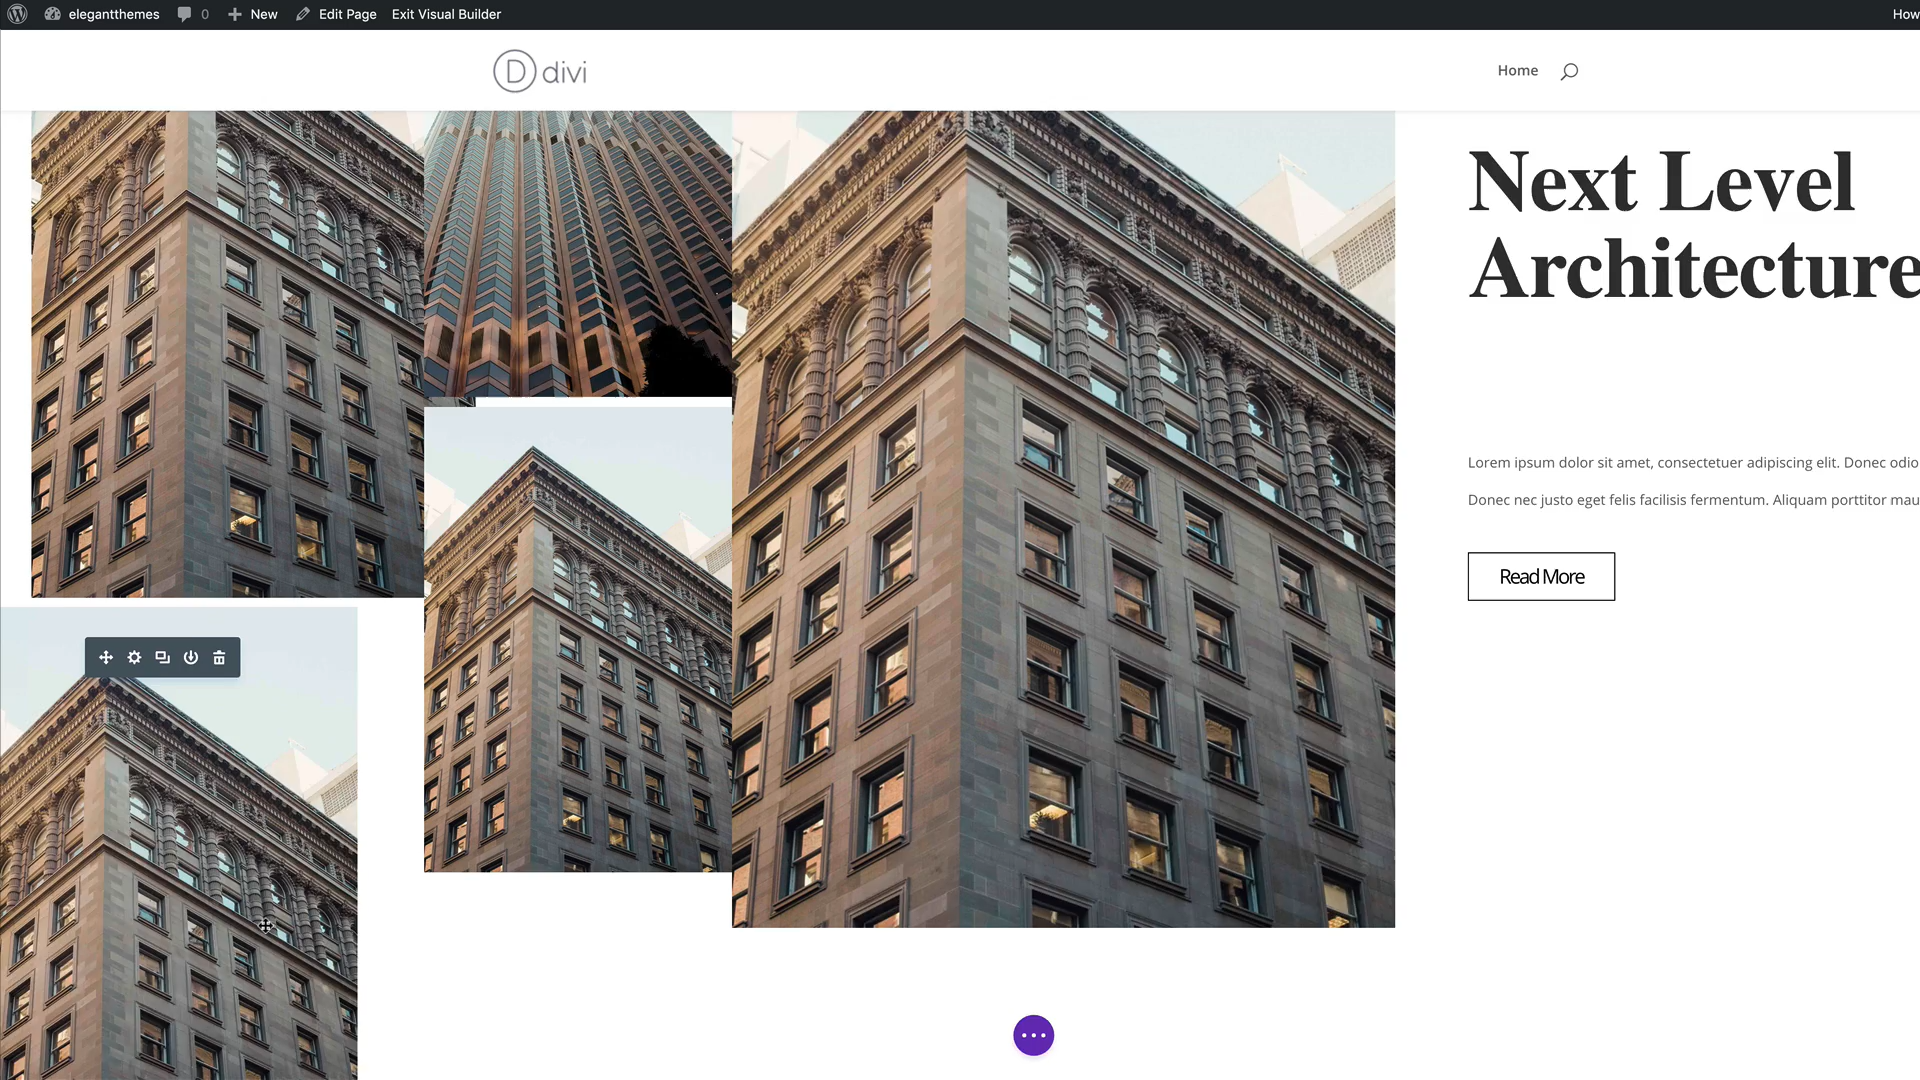 elegantthemes 0 New Edit Page Exit Visual Builder How
D divi
Home
Next Level
Architecture
Lorem ipsum dolor sit amet, consectetuer adipiscing elit. Donec odio
Donec nec justo eget felis facilisis fermentum. Aliquam porttitor mau
Read More